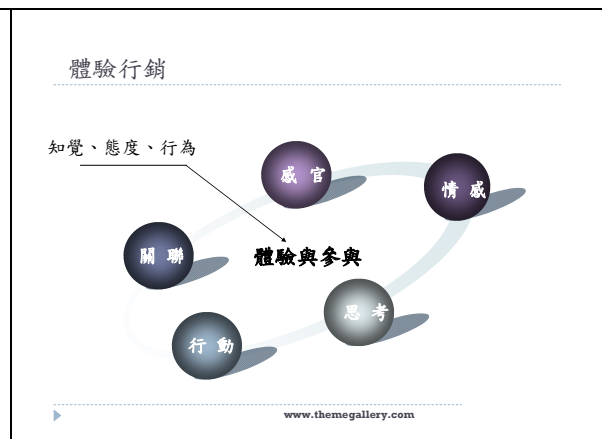 體驗行銷
知覺、態度、行為
感官
情感
關聯
體驗與參與
思考
行動
www.themegallery.com